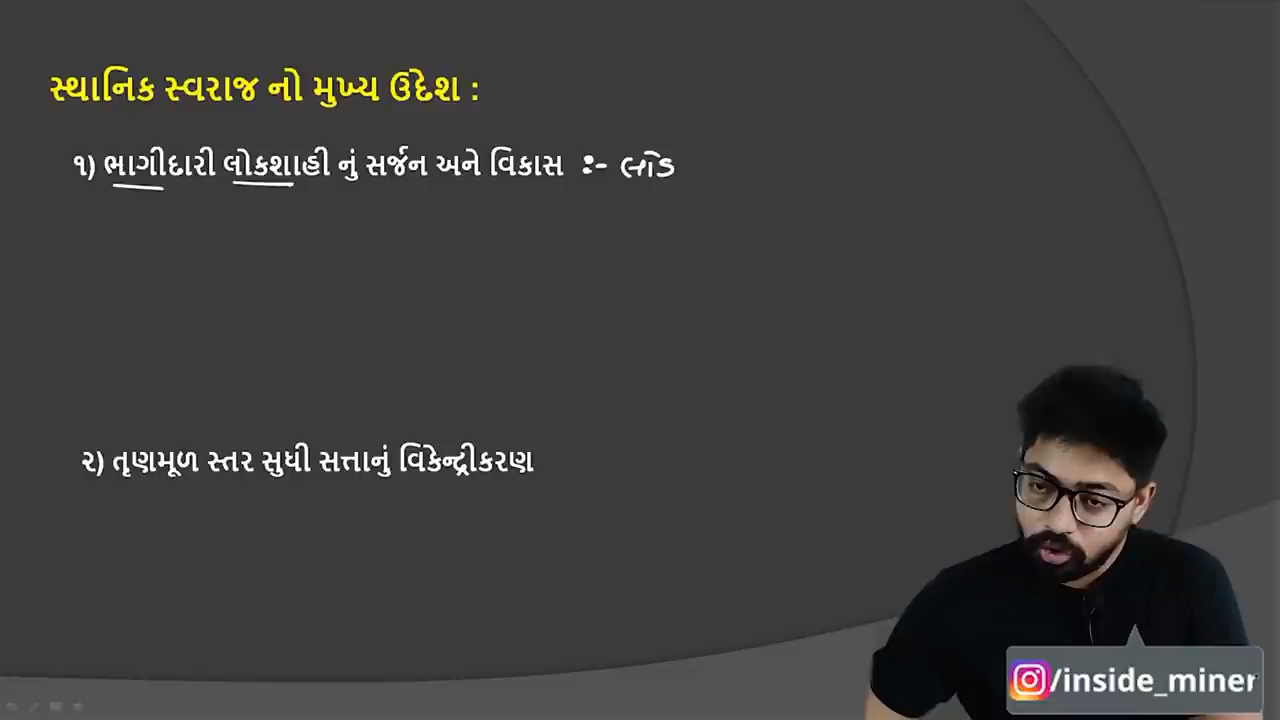 સ્થાનિક સ્વરાજ નો મુખ્ય ઉદેશ :
૧) ભાગીદારી લોકશાહી નું સર્જન અને વિકાસ :-
૨) તૃણમૂળ સ્તર સુધી સત્તાનું વિકેન્દ્રીકરણ
/inside_miner